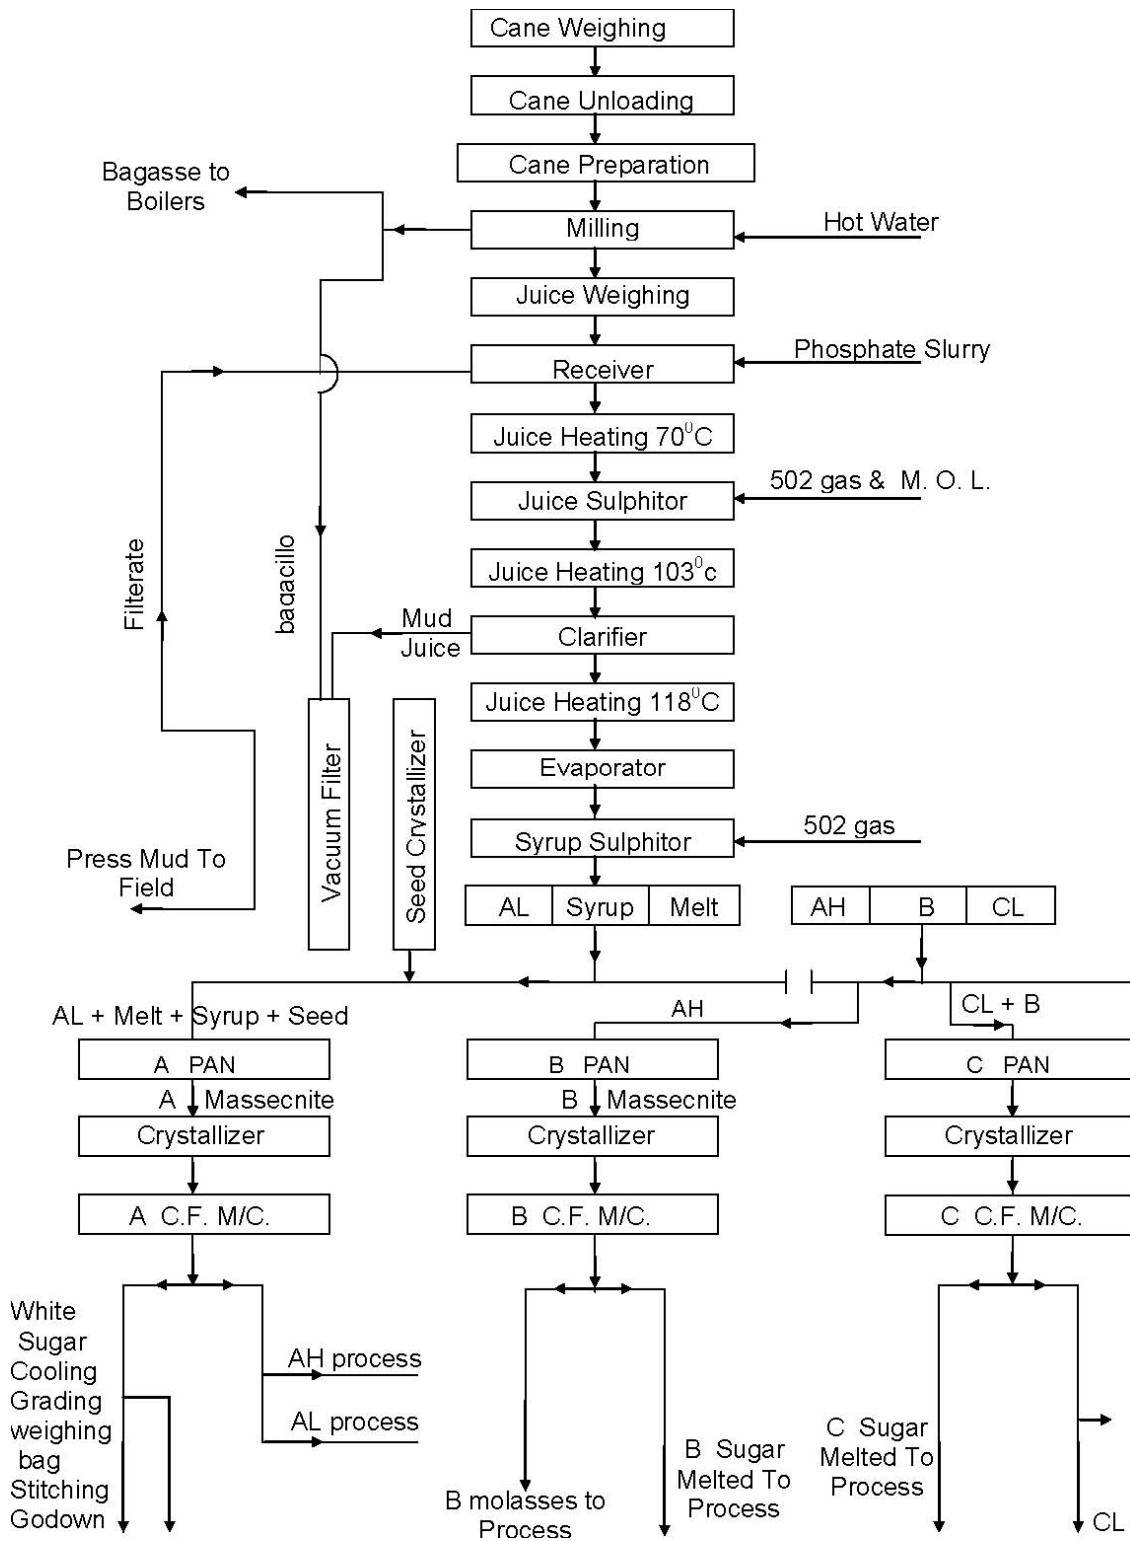 Cane Weighing
Cane Unloading
Cane Preparation
Bagasse to
Boilers
Milling
Hot Water
Juice Weighing
Receiver
Phosphate Slurry
Juice Heating 70⁰C
502 gas & M. O. L.
Juice Sulphitor
Filterate
bagacillo
Juice Heating 103⁰c
Mud
Juice
Clarifier
Juice Heating 118⁰C
Vacuum Filter
Seed Crystallizer
Evaporator
502 gas
Syrup Sulphitor
Press Mud To
Field
AL Syrup Melt
AH B CL
AL + Melt + Syrup + Seed
AH
CL + B
A PAN
B PAN
C PAN
A Massecnite
B Massecnite
Crystallizer
Crystallizer
Crystallizer
A C.F. M/C.
B C.F. M/C.
C C.F. M/C.
White
Sugar
Cooling
Grading
weighing
bag
Stitching
Godown
AH process
AL process
B molasses to
Process
B Sugar
Melted To
Process
C Sugar
Melted To
Process
CL